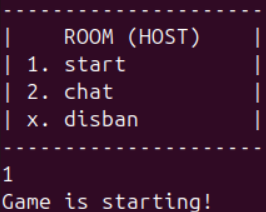 ---------------------
|    ROOM (HOST)    |
| 1. start          |
| 2. chat           |
| x. disban         |
---------------------
1
Game is starting!